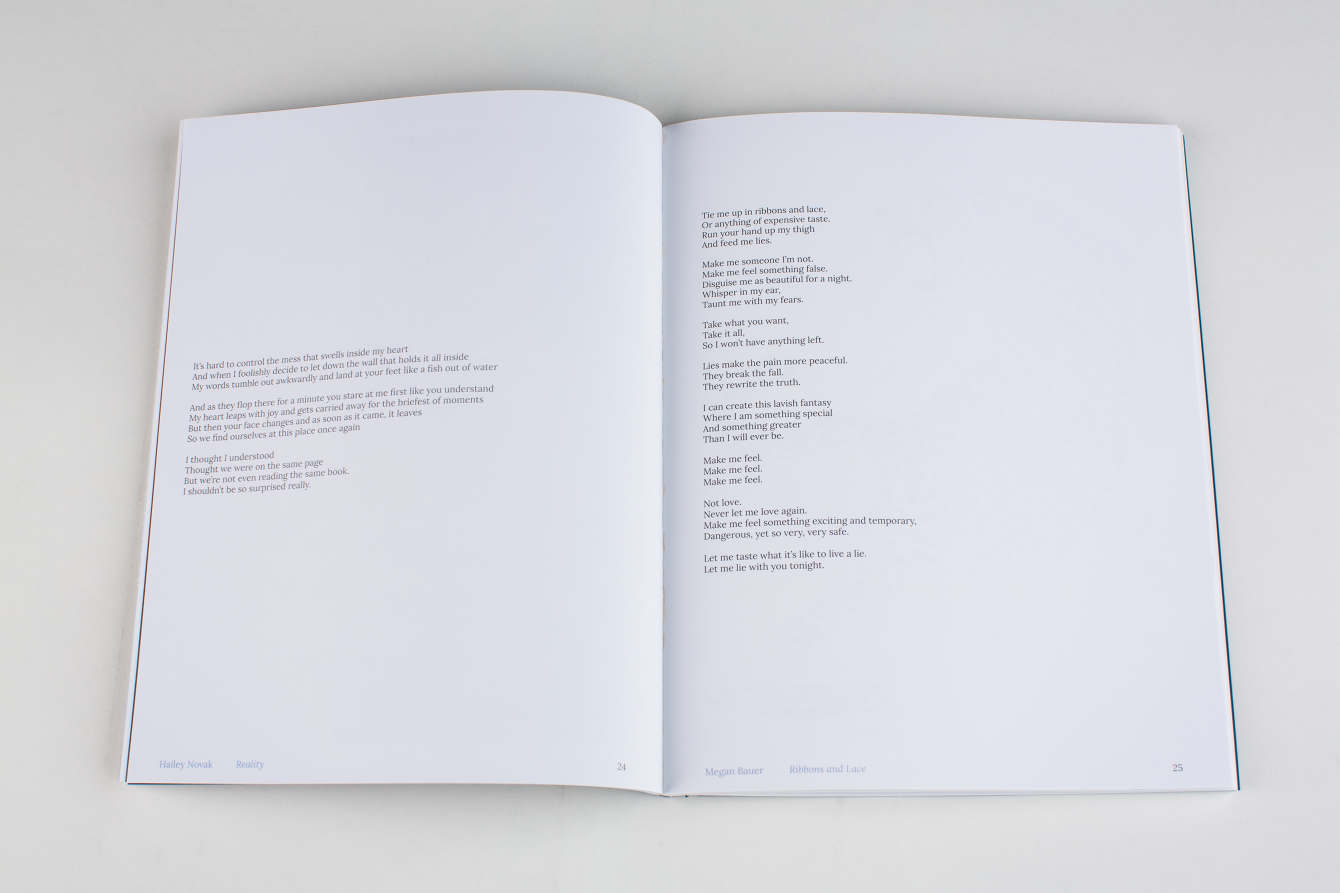 It's hard to control the mess that swells inside my heart
And when I foolishly decide to let down the wall that holds it all inside
My words tumble out awkwardly and land at your feet like a fish out of water
And as they flop there for a minute you stare at me first like you understand
My heart leaps with joy and gets carried away for the briefest of moments
But then your face changes and as soon as it came, it leaves
So we find ourselves at this place once again
I thought I understood
Thought we were on the same page
But we're not even reading the same book.
I shouldn't be so surprised really.
Hailey Novak Reality 24
Tie me up in ribbons and lace,
Or anything of expensive taste.
Run your hand up my thigh
And feed me lies.
Make me someone I'm not.
Make me feel something false.
Disguise me as beautiful for a night.
Whisper in my ear,
Taunt me with my fears.
Take what you want,
Take it all,
So I won't have anything left.
Lies make the pain more peaceful.
They break the fall.
They rewrite the truth.
I can create this lavish fantasy
Where I am something special
And something greater
Than I will ever be.
Make me feel.
Make me feel.
Make me feel.
Not love.
Never let me love again.
Make me feel something exciting and temporary,
Dangerous, yet so very, very safe.
Let me taste what it's like to live a lie.
Let me lie with you tonight.
Megan Bauer Ribbons and Lace 25